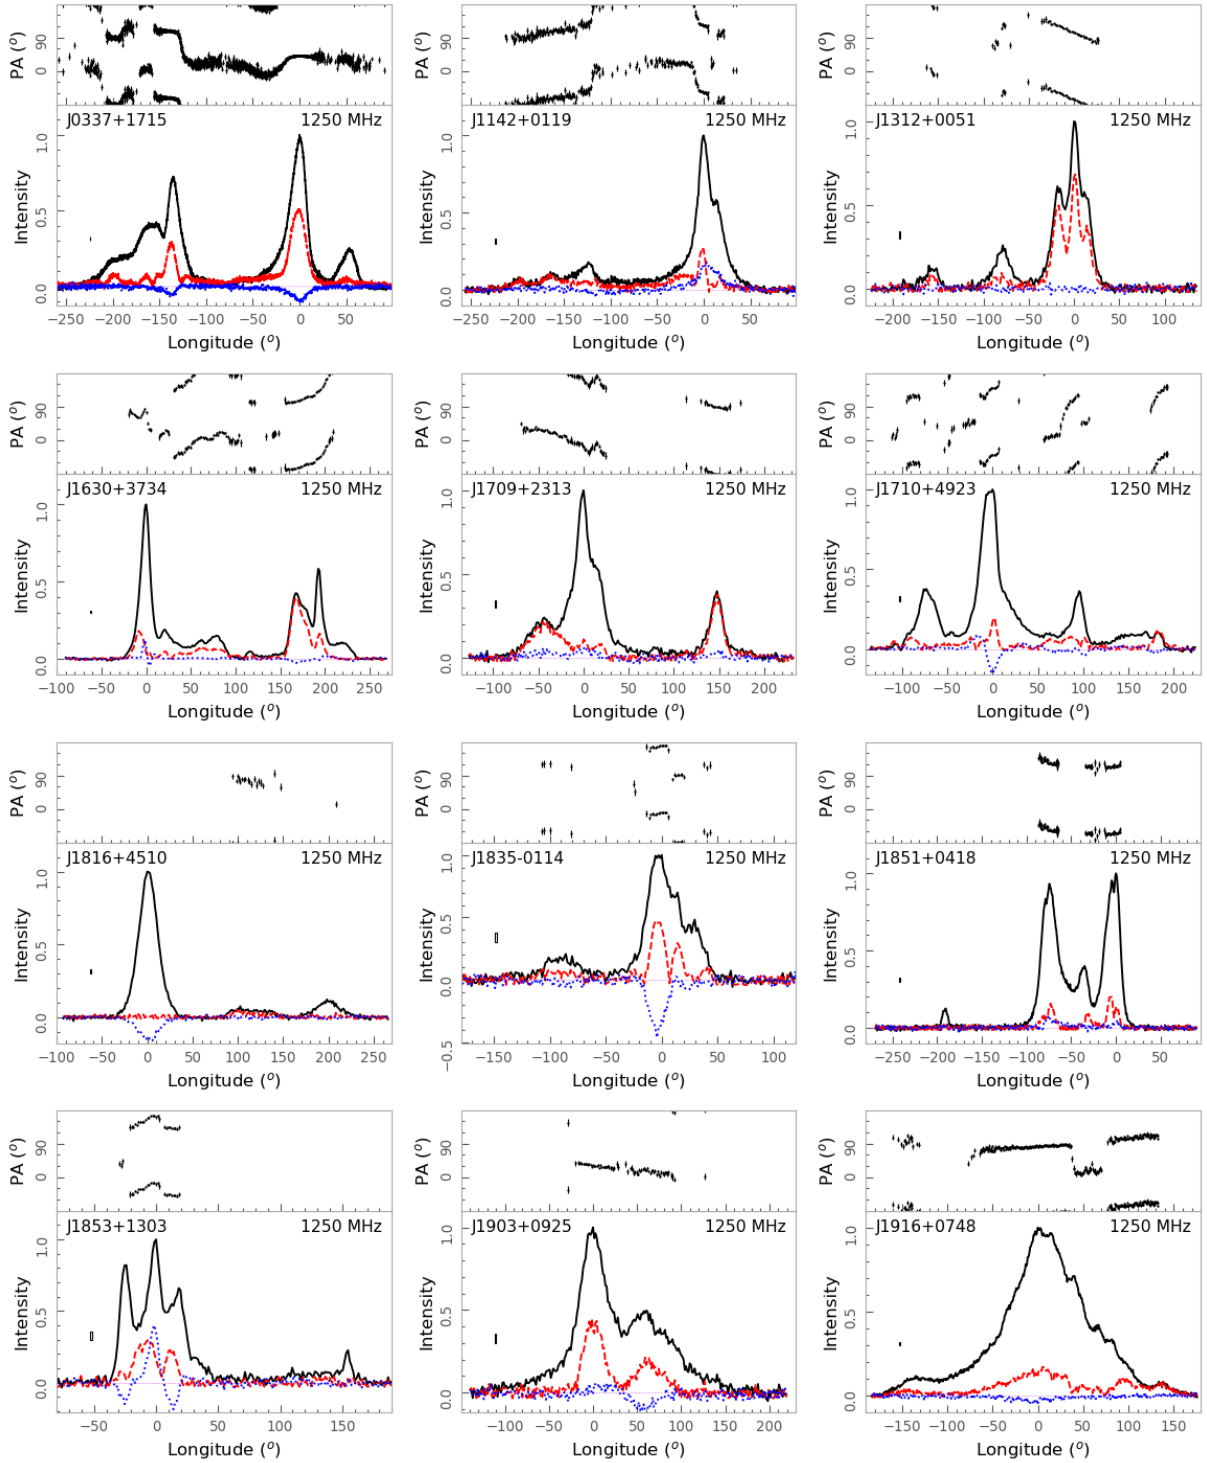 PA (°) 90 0
PA (°) 90 0
PA (°) 90 0
J0337+1715 1250 MHz
J1142+0119 1250 MHz
J1312+0051 1250 MHz
Intensity 1.0 0.5 0.0
Intensity 1.0 0.5 0.0
Intensity 1.0 0.5 0.0
−250 −200 −150 −100 −50 0 50
−250 −200 −150 −100 −50 0 50
−200 −150 −100 −50 0 50 100
Longitude (°)
Longitude (°)
Longitude (°)
PA (°) 90 0
PA (°) 90 0
PA (°) 90 0
J1630+3734 1250 MHz
J1709+2313 1250 MHz
J1710+4923 1250 MHz
Intensity 1.0 0.5 0.0
Intensity 1.0 0.5 0.0
Intensity 1.0 0.5 0.0
−100 −50 0 50 100 150 200 250
−100 −50 0 50 100 150 200
−100 −50 0 50 100 150 200
Longitude (°)
Longitude (°)
Longitude (°)
PA (°) 90 0
PA (°) 90 0
PA (°) 90 0
J1816+4510 1250 MHz
J1835-0114 1250 MHz
J1851+0418 1250 MHz
Intensity 1.0 0.5 0.0
Intensity 1.0 0.5 0.0 −0.5
Intensity 1.0 0.5 0.0
−100 −50 0 50 100 150 200 250
−150 −100 −50 0 50 100
−250 −200 −150 −100 −50 0 50
Longitude (°)
Longitude (°)
Longitude (°)
PA (°) 90 0
PA (°) 90 0
PA (°) 90 0
J1853+1303 1250 MHz
J1903+0925 1250 MHz
J1916+0748 1250 MHz
Intensity 1.0 0.5 0.0
Intensity 1.0 0.5 0.0
Intensity 1.0 0.5 0.0
−50 0 50 100 150
−100 −50 0 50 100 150 200
−150 −100 −50 0 50 100 150
Longitude (°)
Longitude (°)
Longitude (°)